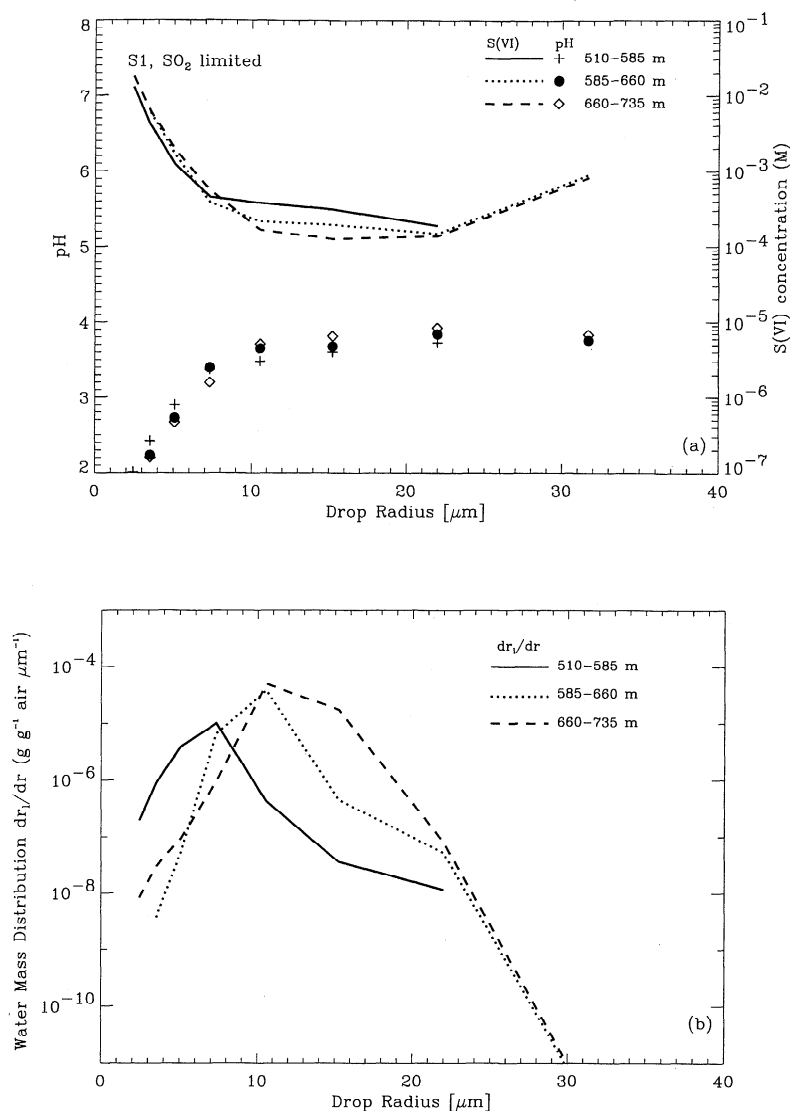 S1, SO₂ limited
S(VI) pH
510−585 m
585−660 m
660−735 m
8
7
6
5
4
3
2
pH
10⁻¹
10⁻²
10⁻³
10⁻⁴
10⁻⁵
10⁻⁶
10⁻⁷
S(VI) concentration (M)
(a)
0 10 20 30 40
Drop Radius [μm]
dr₁/dr
510−585 m
585−660 m
660−735 m
10⁻⁴
10⁻⁶
10⁻⁸
10⁻¹⁰
Water Mass Distribution dr₁/dr (g g⁻¹ air μm⁻¹)
(b)
0 10 20 30 40
Drop Radius [μm]